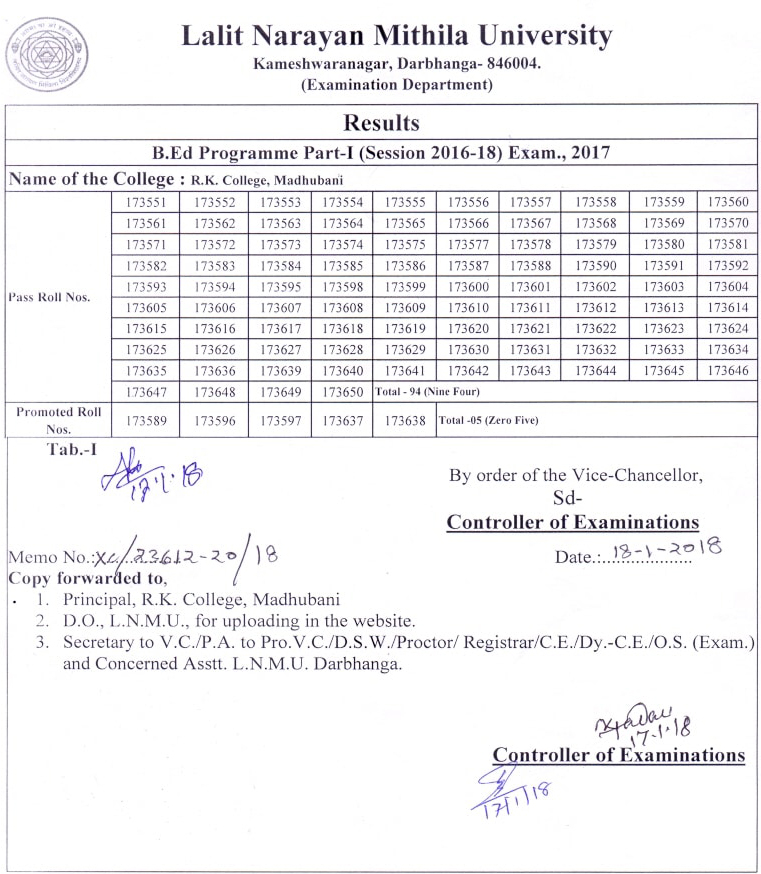 Lalit Narayan Mithila University
Kameshwaranagar, Darbhanga- 846004.
(Examination Department)
Results
B.Ed Programme Part-I (Session 2016-18) Exam., 2017
Name of the College : R.K. College, Madhubani
173551 173552 173553 173554 173555 173556 173557 173558 173559 173560
173561 173562 173563 173564 173565 173566 173567 173568 173569 173570
173571 173572 173573 173574 173575 173577 173578 173579 173580 173581
173582 173583 173584 173585 173586 173587 173588 173590 173591 173592
173593 173594 173595 173598 173599 173600 173601 173602 173603 173604
Pass Roll Nos.
173605 173606 173607 173608 173609 173610 173611 173612 173613 173614
173615 173616 173617 173618 173619 173620 173621 173622 173623 173624
173625 173626 173627 173628 173629 173630 173631 173632 173633 173634
173635 173636 173639 173640 173641 173642 173643 173644 173645 173646
173647 173648 173649 173650 Total - 94 (Nine Four)
Promoted Roll
Nos.
173589 173596 173597 173637 173638 Total -05 (Zero Five)
Tab.-I
17.1.18
By order of the Vice-Chancellor,
Sd-
Controller of Examinations
Memo No.: /23612-20/18
Date.: 18-1-2018
Copy forwarded to,
1. Principal, R.K. College, Madhubani
2. D.O., L.N.M.U., for uploading in the website.
3. Secretary to V.C./P.A. to Pro.V.C./D.S.W./Proctor/ Registrar/C.E./Dy.-C.E./O.S. (Exam.)
and Concerned Asstt. L.N.M.U. Darbhanga.
17-1-18
Controller of Examinations
17/1/18